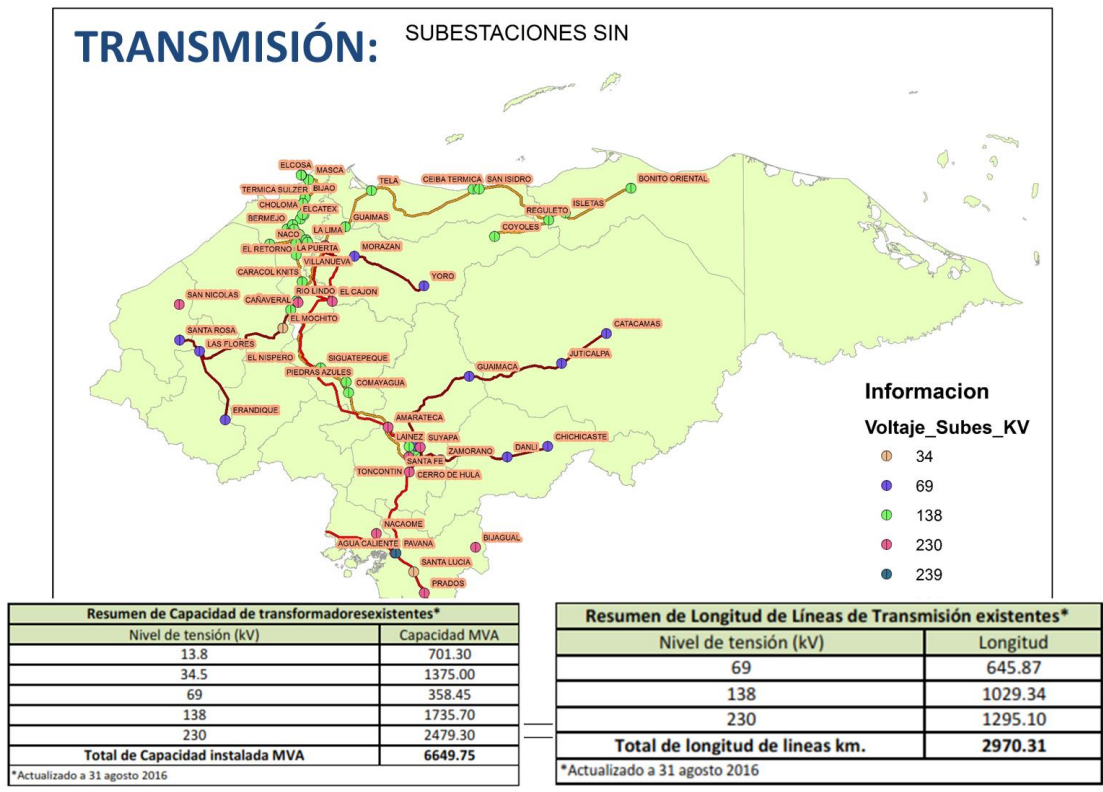 TRANSMISIÓN:
SUBESTACIONES SIN
ELCOSA
MASCA
TERMICA SULZER
BIJAO
CHOLOMA
ELCATEX
BERMEJO
NACO
LA LIMA
EL RETORNO
LA PUERTA
VILLANUEVA
TELA
GUAIMAS
CEIBA TERMICA
SAN ISIDRO
BONITO ORIENTAL
REGULETO
ISLETAS
COYOLES
MORAZAN
YORO
CARACOL KNITS
RIO LINDO
EL CAJON
CAÑAVERAL
SAN NICOLAS
EL MOCHITO
SANTA ROSA
LAS FLORES
EL NISPERO
SIGUATEPEQUE
PIEDRAS AZULES
COMAYAGUA
ERANDIQUE
CATACAMAS
JUTICALPA
GUAIMACA
AMARATECA
LAINEZ
SUYAPA
SANTA FE
ZAMORANO
DANLI
CHICHICASTE
TONCONTIN
CERRO DE HULA
NACAOME
AGUA CALIENTE
PAVANA
BIJAGUAL
SANTA LUCIA
PRADOS
Informacion
Voltaje_Subes_KV
34
69
138
230
239
Resumen de Capacidad de transformadoresexistentes*
Nivel de tensión (kV) Capacidad MVA
13.8 701.30
34.5 1375.00
69 358.45
138 1735.70
230 2479.30
Total de Capacidad instalada MVA 6649.75
*Actualizado a 31 agosto 2016
Resumen de Longitud de Líneas de Transmisión existentes*
Nivel de tensión (kV) Longitud
69 645.87
138 1029.34
230 1295.10
Total de longitud de lineas km. 2970.31
*Actualizado a 31 agosto 2016